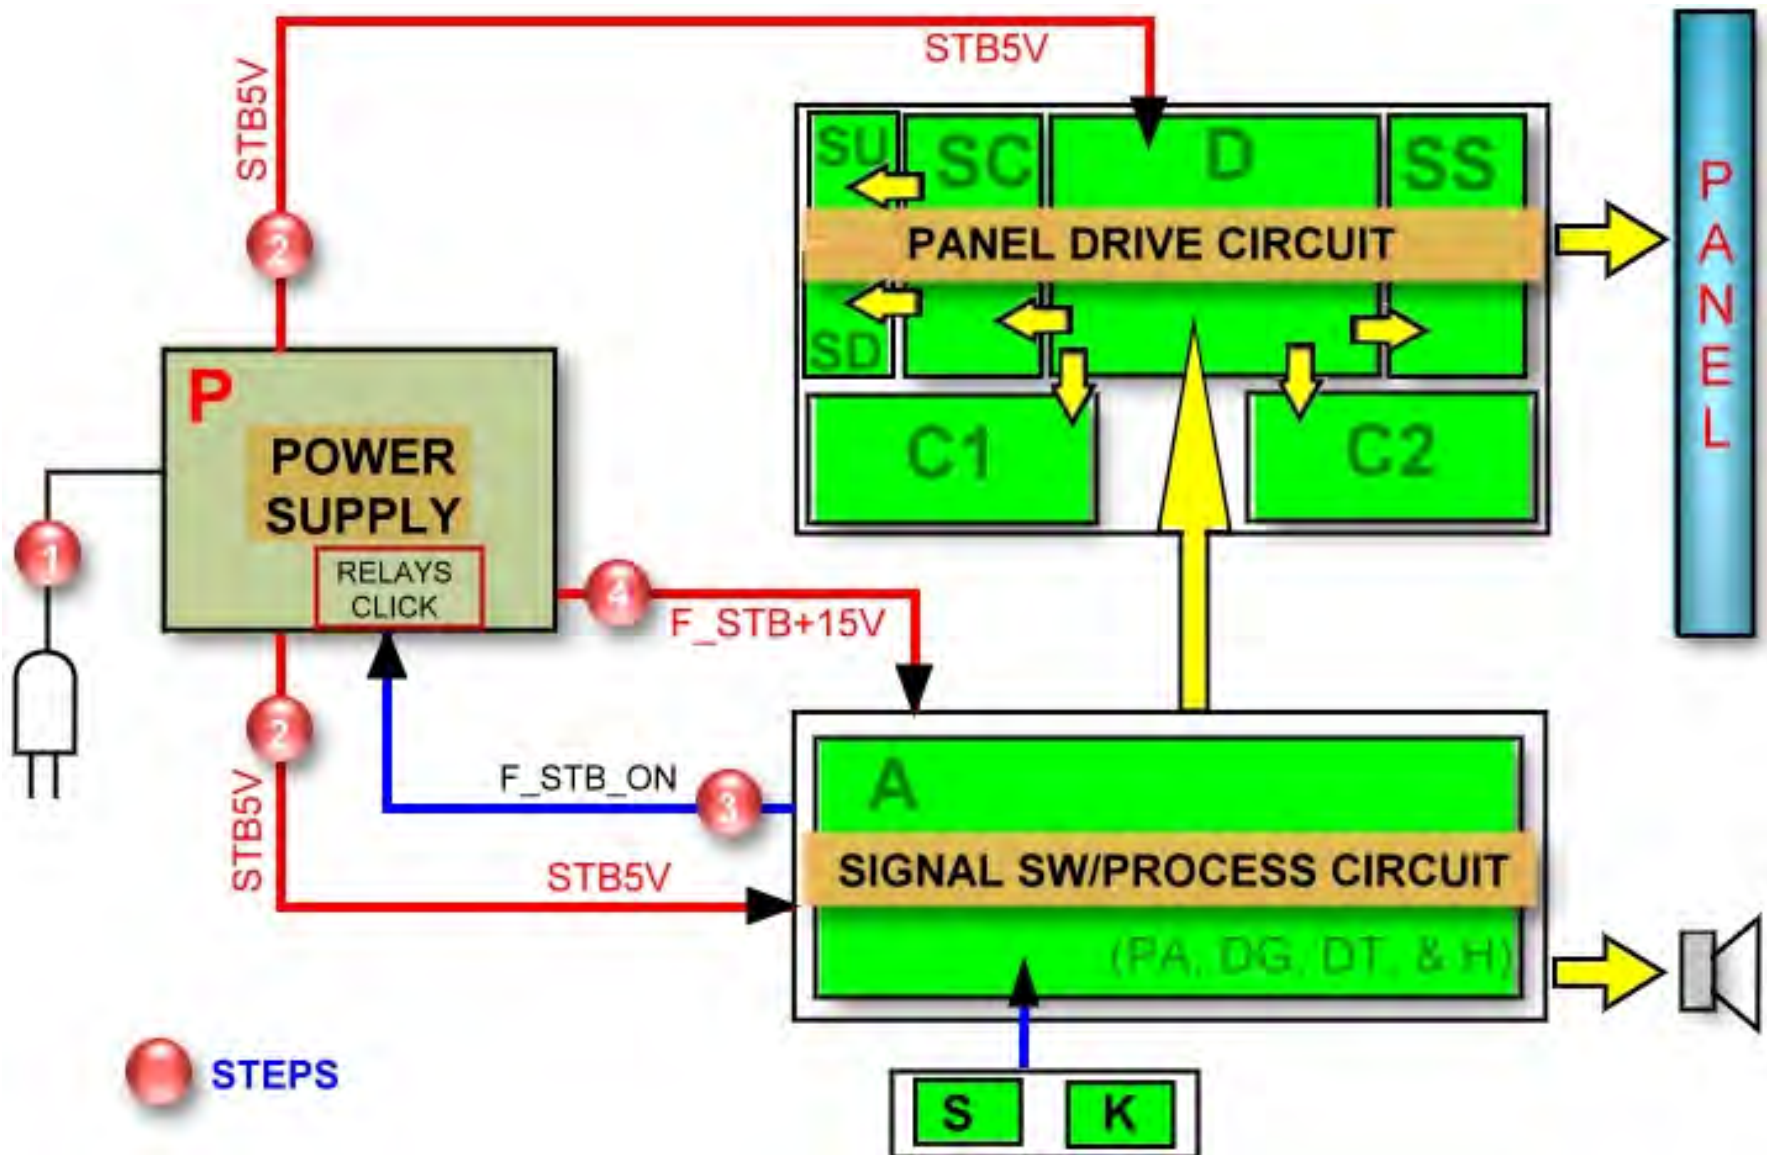 STB5V
STB5V
2
SU
SC
D
SS
PANEL DRIVE CIRCUIT
SD
C1
C2
PANEL
P
POWER
SUPPLY
RELAYS
CLICK
1
4
F_STB+15V
2
F_STB_ON
3
STB5V
STB5V
A
SIGNAL SW/PROCESS CIRCUIT
(PA, DG, DT, & H)
STEPS
S
K